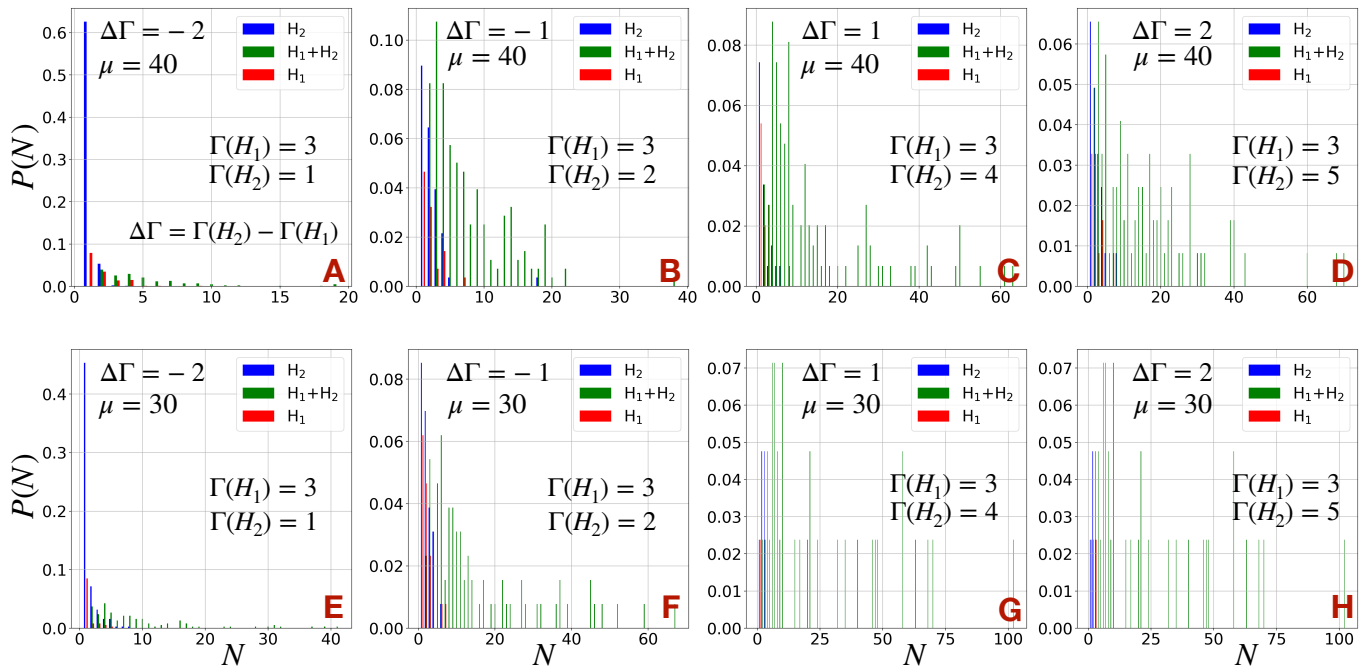 P(N)
0.6
0.5
0.4
0.3
0.2
0.1
0.0
0
5
10
15
20
ΔΓ = − 2
μ = 40
H₂
H₁+H₂
H₁
Γ(H₁) = 3
Γ(H₂) = 1
ΔΓ = Γ(H₂) − Γ(H₁)
A
0.10
0.08
0.06
0.04
0.02
0.00
0
10
20
30
40
ΔΓ = − 1
μ = 40
H₂
H₁+H₂
H₁
Γ(H₁) = 3
Γ(H₂) = 2
B
0.08
0.06
0.04
0.02
0.00
0
10
20
30
40
50
60
ΔΓ = 1
μ = 40
H₂
H₁+H₂
H₁
Γ(H₁) = 3
Γ(H₂) = 4
C
0.06
0.05
0.04
0.03
0.02
0.01
0.00
0
20
40
60
ΔΓ = 2
μ = 40
H₂
H₁+H₂
H₁
Γ(H₁) = 3
Γ(H₂) = 5
D
P(N)
0.4
0.3
0.2
0.1
0.0
0
10
20
30
40
N
ΔΓ = − 2
μ = 30
H₂
H₁+H₂
H₁
Γ(H₁) = 3
Γ(H₂) = 1
E
0.08
0.06
0.04
0.02
0.00
0
20
40
60
N
ΔΓ = − 1
μ = 30
H₂
H₁+H₂
H₁
Γ(H₁) = 3
Γ(H₂) = 2
F
0.07
0.06
0.05
0.04
0.03
0.02
0.01
0.00
0
25
50
75
100
N
ΔΓ = 1
μ = 30
H₂
H₁+H₂
H₁
Γ(H₁) = 3
Γ(H₂) = 4
G
0.07
0.06
0.05
0.04
0.03
0.02
0.01
0.00
0
25
50
75
100
N
ΔΓ = 2
μ = 30
H₂
H₁+H₂
H₁
Γ(H₁) = 3
Γ(H₂) = 5
H